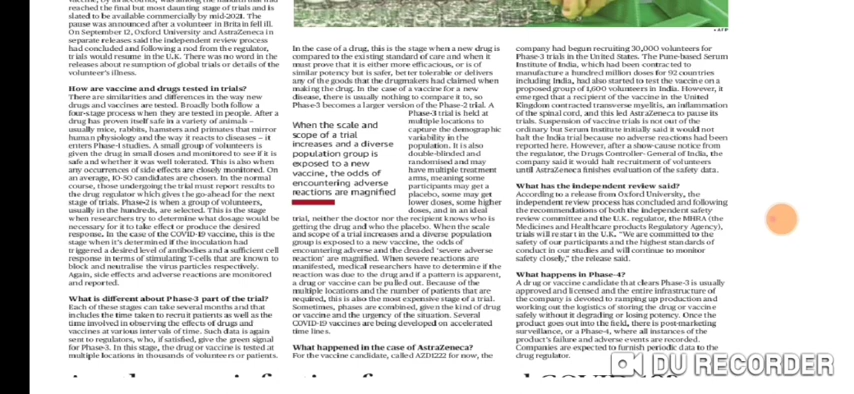 reached the final but most daunting stage of trials and is
slated to be available commercially by mid-2021. The
pause was announced after a volunteer in Britain fell ill.
On September 12, Oxford University and AstraZeneca in
separate releases said the independent review process
had concluded and following a nod from the regulator,
trials would resume in the U.K. There was no word in the
releases about resumption of global trials or details of the
volunteer's illness.
How are vaccine and drugs tested in trials?
There are similarities and differences in the way new
drugs and vaccines are tested. Broadly both follow a
four-stage process when they are tested in people. After a
drug has proven itself safe in a variety of animals –
usually mice, rabbits, hamsters and primates that mirror
human physiology and the way it reacts to diseases – it
enters Phase-1 studies. A small group of volunteers is
given the drug in small doses and monitored to see if it is
safe and whether it was well tolerated. This is also when
any occurrences of side effects are closely monitored. On
an average, 10-50 candidates are chosen. In the normal
course, those undergoing the trial must report results to
the drug regulator which gives the go-ahead for the next
stage of trials. Phase-2 is when a group of volunteers,
usually in the hundreds, are selected. This is the stage
when researchers try to determine what dosage would be
necessary for it to take effect or produce the desired
response. In the case of the COVID-19 vaccine, this is the
stage when it's determined if the inoculation had
triggered a desired level of antibodies and a sufficient cell
response in terms of stimulating T-cells that are known to
block and neutralise the virus particles respectively.
Again, side effects and adverse reactions are monitored
and reported.
What is different about Phase-3 part of the trial?
Each of these stages can take several months and that
includes the time taken to recruit patients as well as the
time involved in observing the effects of drugs and
vaccines at various intervals of time. Such data is again
sent to regulators, who, if satisfied, give the green signal
for Phase-3. In this stage, the drug or vaccine is tested at
multiple locations in thousands of volunteers or patients.
In the case of a drug, this is the stage when a new drug is
compared to the existing standard of care and when it
must prove that it is either more efficacious, or is of
similar potency but is safer, better tolerable or delivers
any of the goods that the drugmakers had claimed when
making the drug. In the case of a vaccine for a new
disease, there is usually nothing to compare it to, so
Phase-3 becomes a larger version of the Phase-2 trial. A
Phase-3 trial is held at
multiple locations to
capture the demographic
variability in the
population. It is also
double-blinded and
randomised and may
have multiple treatment
arms, meaning some
participants may get a
placebo, some may get
lower doses, some higher
doses, and in an ideal
When the scale and
scope of a trial
increases and a diverse
population group is
exposed to a new
vaccine, the odds of
encountering adverse
reactions are magnified
trial, neither the doctor nor the recipient knows who is
getting the drug and who the placebo. When the scale
and scope of a trial increases and a diverse population
group is exposed to a new vaccine, the odds of
encountering adverse and the dreaded 'severe adverse
reaction' are magnified. When severe reactions are
manifested, medical researchers have to determine if the
reaction was due to the drug and if a pattern is apparent,
a drug or vaccine can be pulled out. Because of the
multiple locations and the number of patients that are
required, this is also the most expensive stage of a trial.
Sometimes, phases are combined, given the kind of drug
or vaccine and the urgency of the situation. Several
COVID-19 vaccines are being developed on accelerated
time lines.
What happened in the case of AstraZeneca?
For the vaccine candidate, called AZD1222 for now, the
AFP
company had begun recruiting 30,000 volunteers for
Phase-3 trials in the United States. The Pune-based Serum
Institute of India, which had been contracted to
manufacture a hundred million doses for 92 countries
including India, had also started to test the vaccine on a
proposed group of 1,600 volunteers in India. However, it
emerged that a recipient of the vaccine in the United
Kingdom contracted transverse myelitis, an inflammation
of the spinal cord, and this led AstraZeneca to pause its
trials. Suspension of vaccine trials is not out of the
ordinary but Serum Institute initially said it would not
halt the India trial because no adverse reactions had been
reported here. However, after a show-cause notice from
the regulator, the Drugs Controller-General of India, the
company said it would halt recruitment of volunteers
until AstraZeneca finishes evaluation of the safety data.
What has the independent review said?
According to a release from Oxford University, the
independent review process has concluded and following
the recommendations of both the independent safety
review committee and the U.K. regulator, the MHRA (the
Medicines and Healthcare products Regulatory Agency),
trials will restart in the U.K. "We are committed to the
safety of our participants and the highest standards of
conduct in our studies and will continue to monitor
safety closely," the release said.
What happens in Phase-4?
A drug or vaccine candidate that clears Phase-3 is usually
approved and licensed and the entire infrastructure of
the company is devoted to ramping up production and
working out the logistics of storing the drug or vaccine
safely without it degrading or losing potency. Once the
product goes out into the field, there is post-marketing
surveillance, or a Phase-4, where all instances of the
product's failure and adverse events are recorded.
Companies are expected to furnish periodic data to the
drug regulator.
DU RECORDER